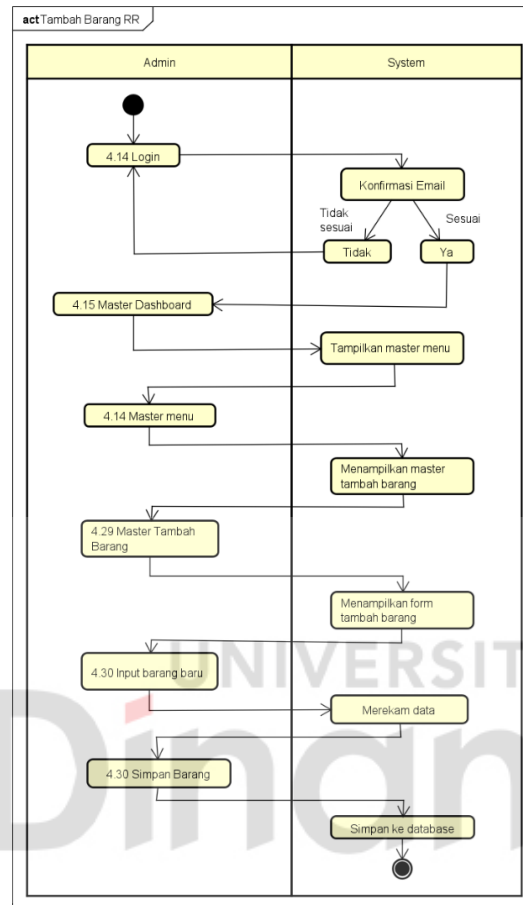 act Tambah Barang RR
Admin
System
4.14 Login
Konfirmasi Email
Tidak
sesuai
Sesuai
Tidak
Ya
4.15 Master Dashboard
Tampilkan master menu
4.14 Master menu
Menampilkan master
tambah barang
4.29 Master Tambah
Barang
Menampilkan form
tambah barang
UNIVERSIT
4.30 Input barang baru
Merekam data
Dinam
4.30 Simpan Barang
Simpan ke database